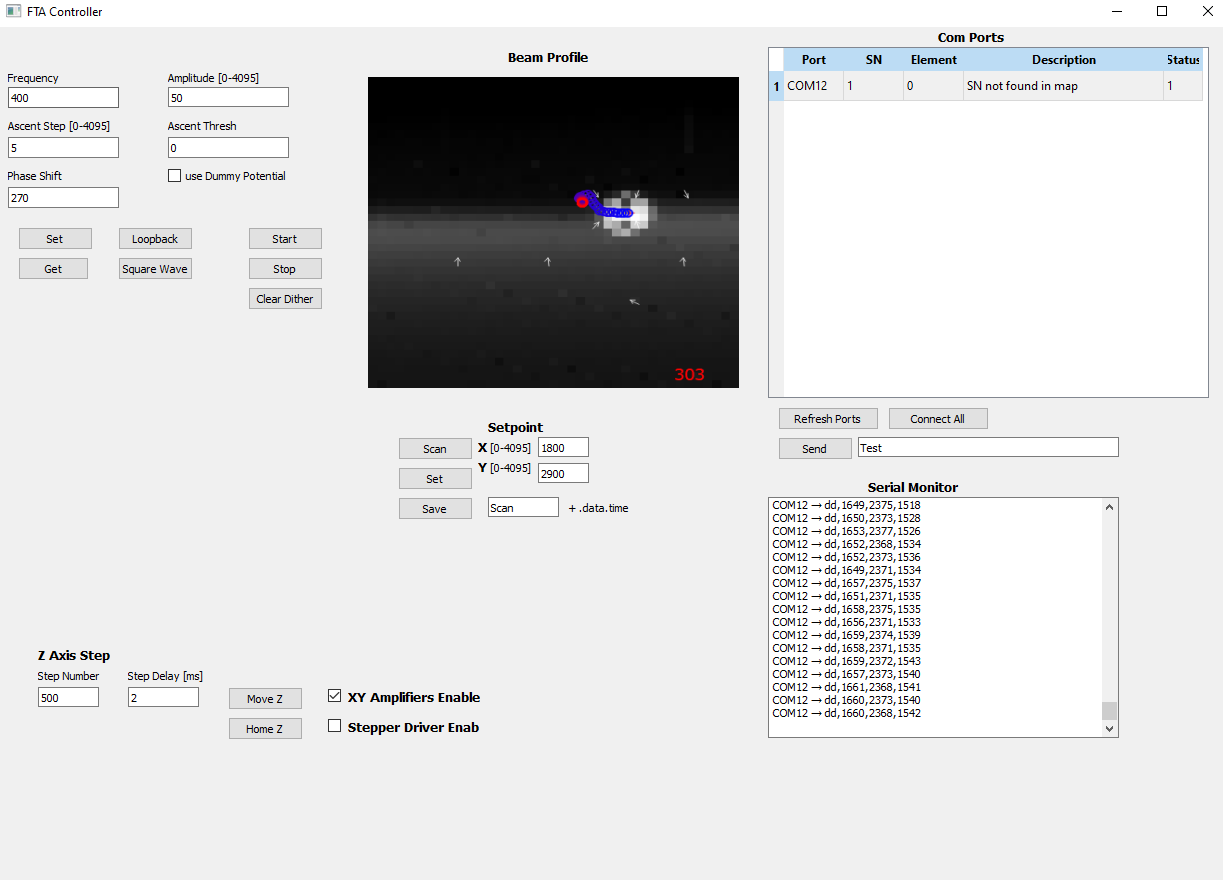 FTA Controller
Frequency
400
Amplitude [0-4095]
50
Ascent Step [0-4095]
5
Ascent Thresh
0
Phase Shift
270
use Dummy Potential
Set
Loopback
Start
Get
Square Wave
Stop
Clear Dither
Beam Profile
303
Setpoint
Scan
X [0-4095]
1800
Set
Y [0-4095]
2900
Save
Scan
+ .data.time
Z Axis Step
Step Number
500
Step Delay [ms]
2
Move Z
Home Z
XY Amplifiers Enable
Stepper Driver Enab
Com Ports
Port SN Element Description Status
1 COM12 1 0 SN not found in map 1
Refresh Ports
Connect All
Send
Test
Serial Monitor
COM12 → dd,1649,2375,1518
COM12 → dd,1650,2373,1528
COM12 → dd,1653,2377,1526
COM12 → dd,1652,2368,1534
COM12 → dd,1652,2373,1536
COM12 → dd,1649,2371,1534
COM12 → dd,1657,2375,1537
COM12 → dd,1651,2371,1535
COM12 → dd,1658,2375,1535
COM12 → dd,1656,2371,1533
COM12 → dd,1659,2374,1539
COM12 → dd,1658,2371,1535
COM12 → dd,1659,2372,1543
COM12 → dd,1657,2373,1540
COM12 → dd,1661,2368,1541
COM12 → dd,1660,2373,1540
COM12 → dd,1660,2368,1542